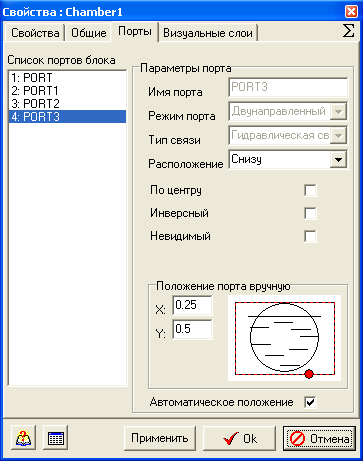 Свойства : Chamber1
Свойства Общие Порты Визуальные слои Σ
Список портов блока
1: PORT
2: PORT1
3: PORT2
4: PORT3
Параметры порта
Имя порта PORT3
Режим порта Двунаправленный
Тип связи Гидравлическая св
Расположение Снизу
По центру
Инверсный
Невидимый
Положение порта вручную
X: 0.25
Y: 0.5
Автоматическое положение
Применить Ok Отмена